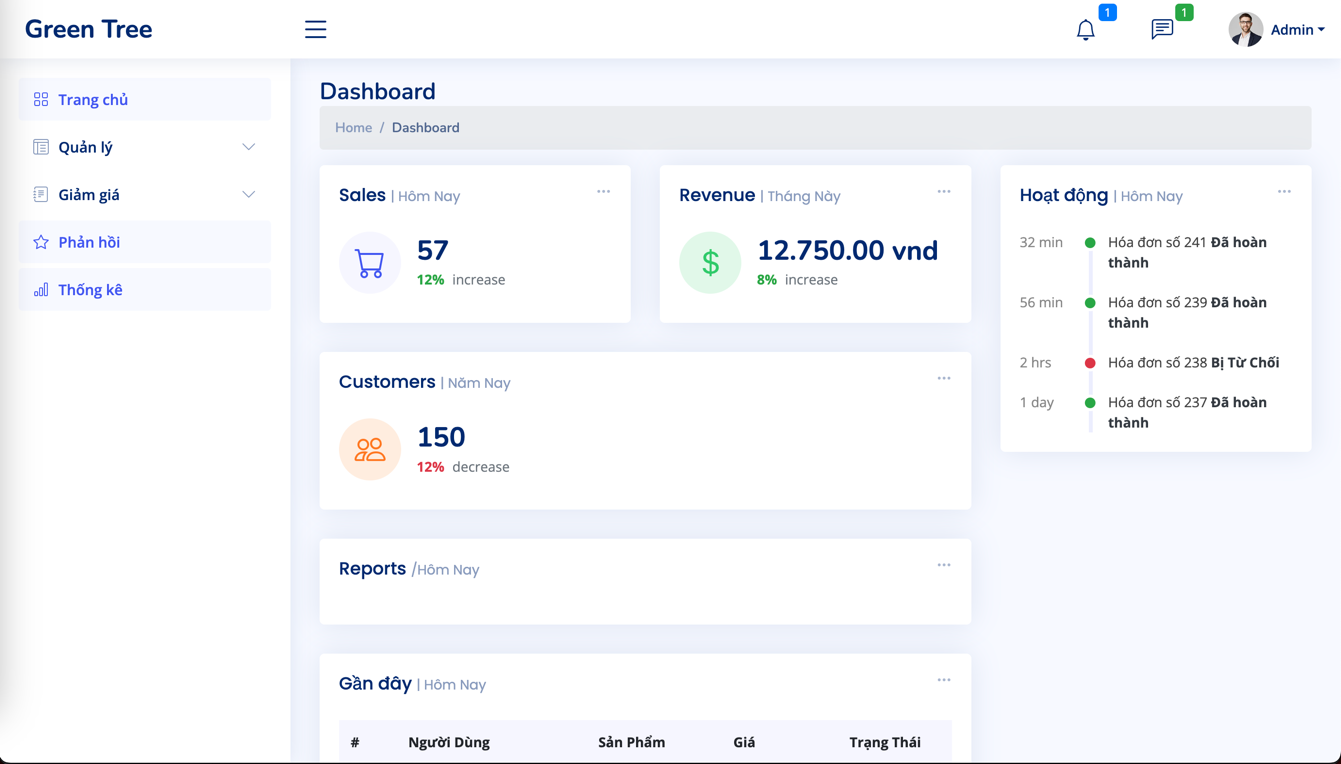 Green Tree
1
1
Admin
Trang chủ
Quản lý
Giảm giá
Phản hồi
Thống kê
Dashboard
Home / Dashboard
Sales | Hôm Nay
57
12% increase
Revenue | Tháng Này
12.750.00 vnd
8% increase
Customers | Năm Nay
150
12% decrease
Reports /Hôm Nay
Gần đây | Hôm Nay
# Người Dùng Sản Phẩm Giá Trạng Thái
Hoạt động | Hôm Nay
32 min Hóa đơn số 241 Đã hoàn
thành
56 min Hóa đơn số 239 Đã hoàn
thành
2 hrs Hóa đơn số 238 Bị Từ Chối
1 day Hóa đơn số 237 Đã hoàn
thành